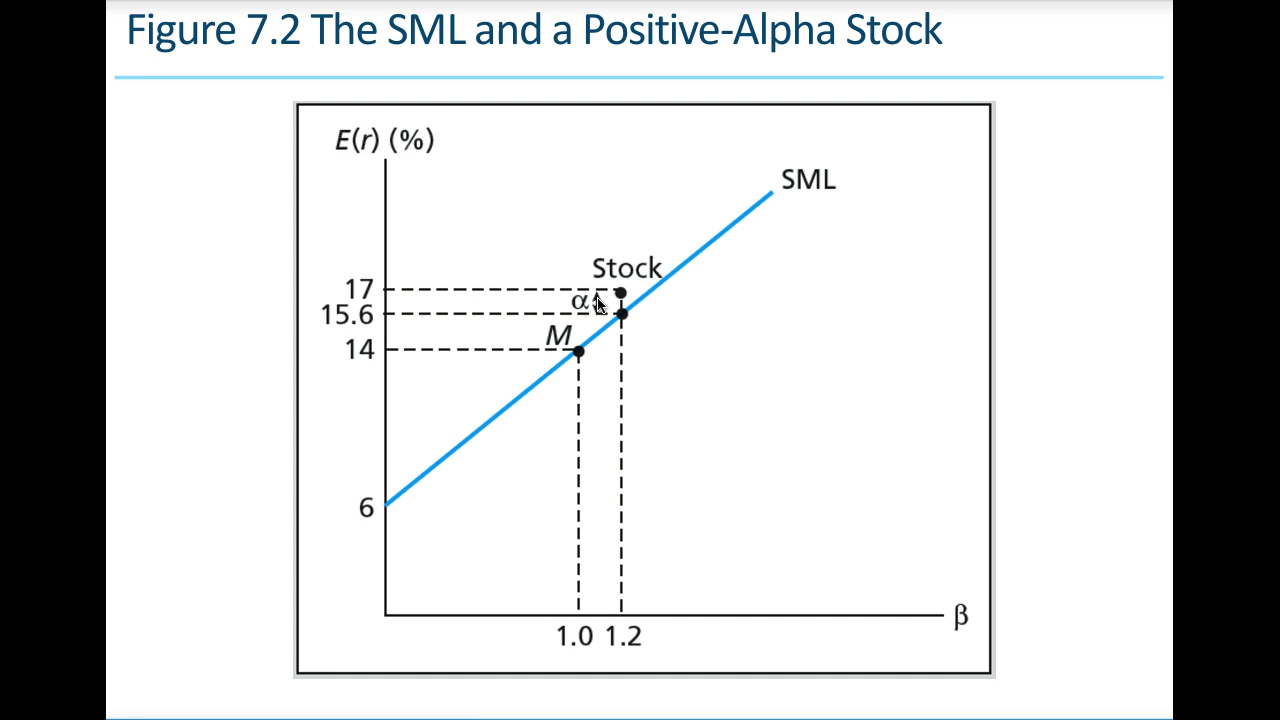 Figure 7.2 The SML and a Positive-Alpha Stock
E(r) (%)
SML
Stock
17
α
15.6
M
14
6
β
1.0 1.2